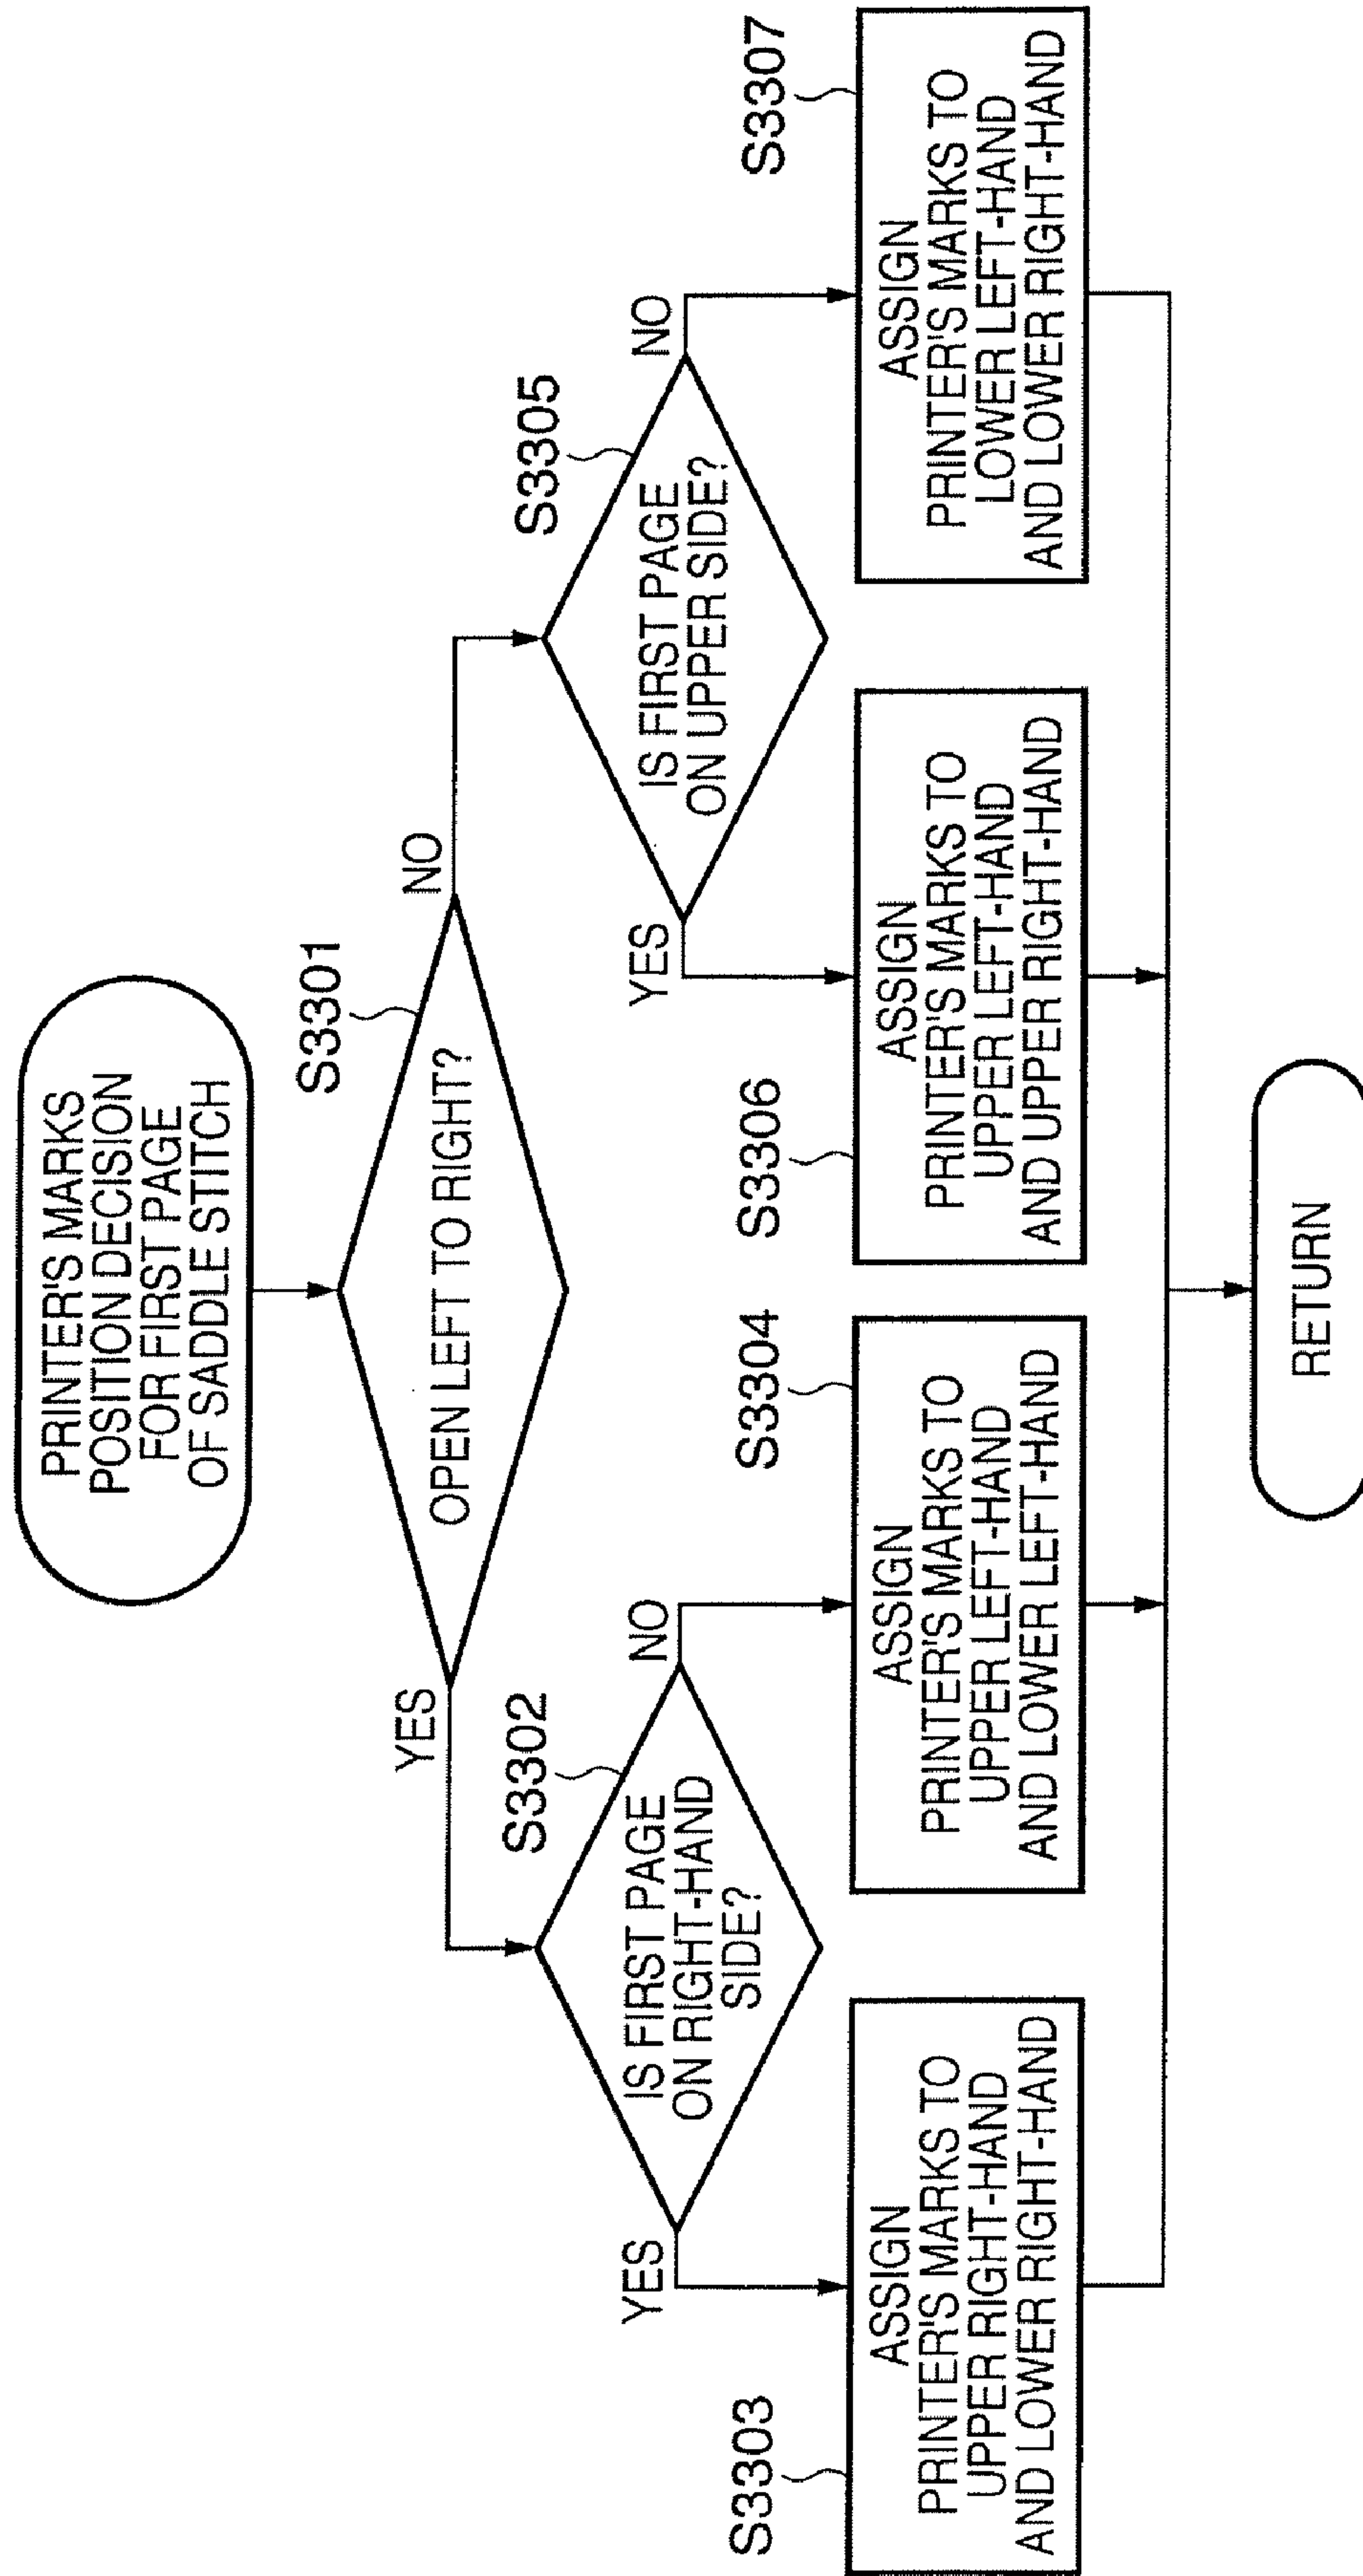 PRINTER'S MARKS
POSITION DECISION
FOR FIRST PAGE
OF SADDLE STITCH
S3301
OPEN LEFT TO RIGHT?
YES
NO
S3302
IS FIRST PAGE
ON RIGHT-HAND
SIDE?
YES
NO
S3305
IS FIRST PAGE
ON UPPER SIDE?
YES
NO
S3303
ASSIGN
PRINTER'S MARKS TO
UPPER RIGHT-HAND
AND LOWER RIGHT-HAND
S3304
ASSIGN
PRINTER'S MARKS TO
UPPER LEFT-HAND
AND LOWER LEFT-HAND
S3306
ASSIGN
PRINTER'S MARKS TO
UPPER LEFT-HAND
AND UPPER RIGHT-HAND
S3307
ASSIGN
PRINTER'S MARKS TO
LOWER LEFT-HAND
AND LOWER RIGHT-HAND
RETURN